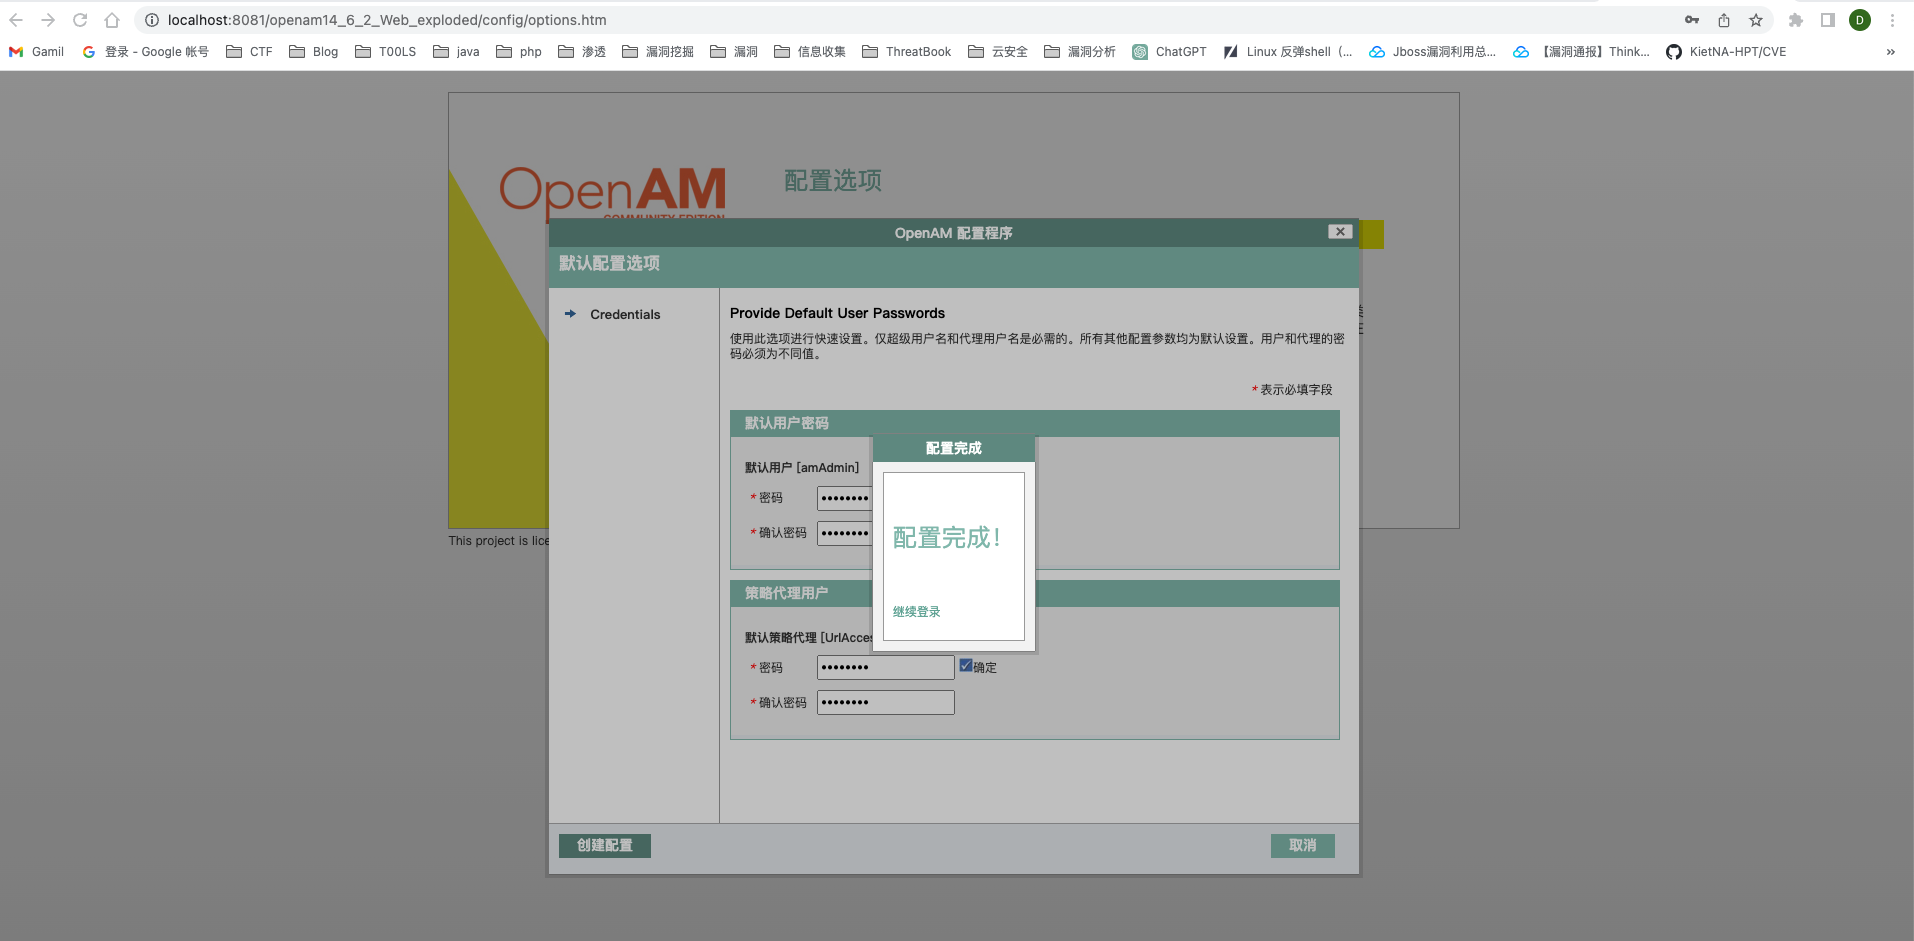 localhost:8081/openam14_6_2_Web_exploded/config/options.htm
D
Gamil
登录 - Google 帐号
CTF
Blog
T00LS
java
php
渗透
漏洞挖掘
漏洞
信息收集
ThreatBook
云安全
漏洞分析
ChatGPT
Linux 反弹shell（...
Jboss漏洞利用总...
【漏洞通报】Think...
KietNA-HPT/CVE
»
OpenAM
COMMUNITY EDITION
配置选项
OpenAM 配置程序
默认配置选项
Credentials
Provide Default User Passwords
使用此选项进行快速设置。仅超级用户名和代理用户名是必需的。所有其他配置参数均为默认设置。用户和代理的密
码必须为不同值。
* 表示必填字段
默认用户密码
默认用户 [amAdmin]
* 密码 ••••••••
* 确认密码 ••••••••
配置完成
配置完成！
继续登录
策略代理用户
默认策略代理 [UrlAcces
* 密码 •••••••• 确定
* 确认密码 ••••••••
创建配置
取消
This project is lice